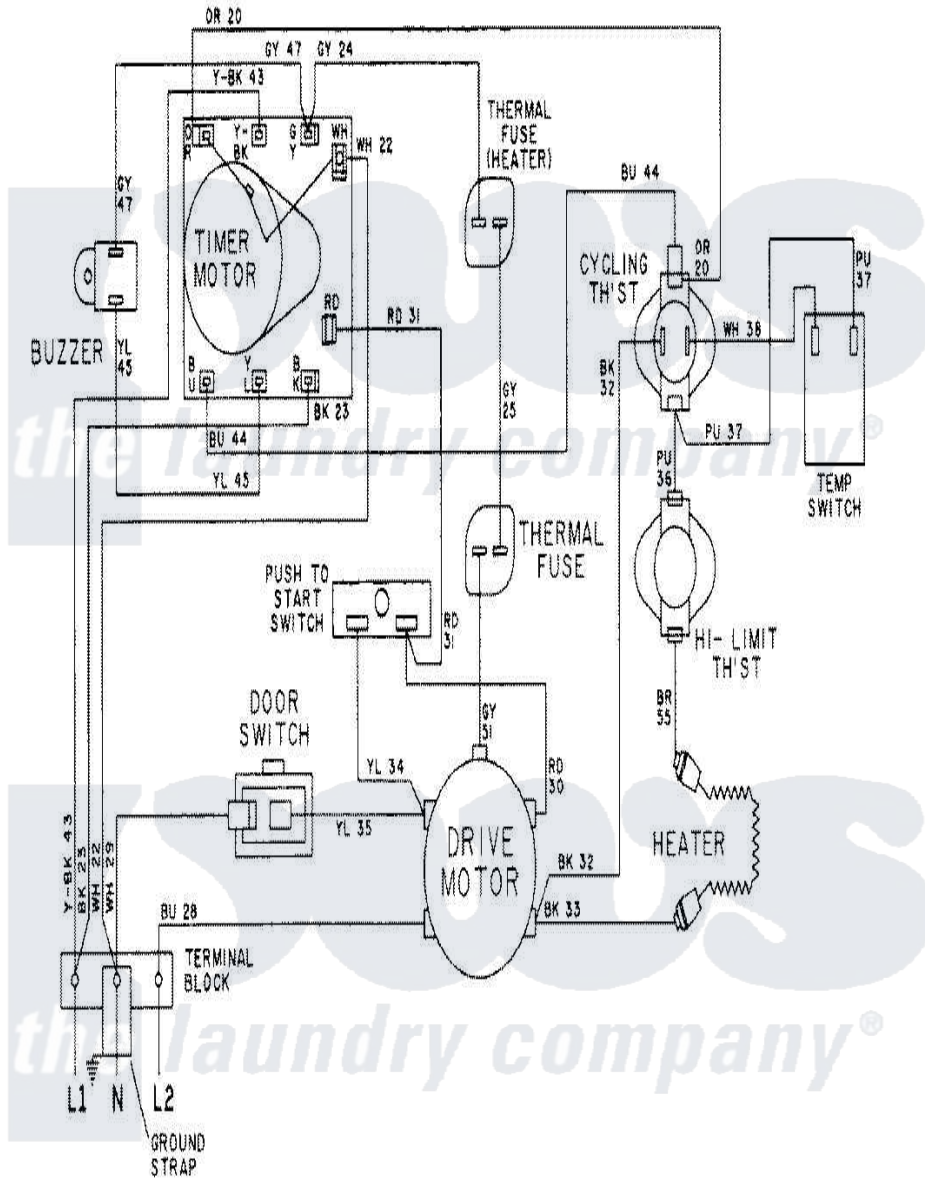 OR 20
GY 47
GY 24
Y-BK 43
THERMAL
FUSE
(HEATER)
O
R
Y-
BK
G
Y
WH
WH 22
BU 44
GY
47
TIMER
MOTOR
CYCLING
TH'ST
OR
20
PU
37
RD
RD 31
WH 38
BUZZER
YL
45
BK
32
B
U
Y
L
B
K
BK 23
GY
25
BU 44
PU 37
the laundry company®
YL 45
PU
36
TEMP
SWITCH
THERMAL
FUSE
PUSH TO
START
SWITCH
RD
31
HI- LIMIT
TH'ST
DOOR
SWITCH
GY
51
BR
55
YL 34
RD
30
YL 35
DRIVE
MOTOR
HEATER
Y-BK 43
BK 23
WH 22
WH 29
BK 32
BU 28
BK 33
TERMINAL
BLOCK
the laundry company®
L1
N
L2
GROUND
STRAP